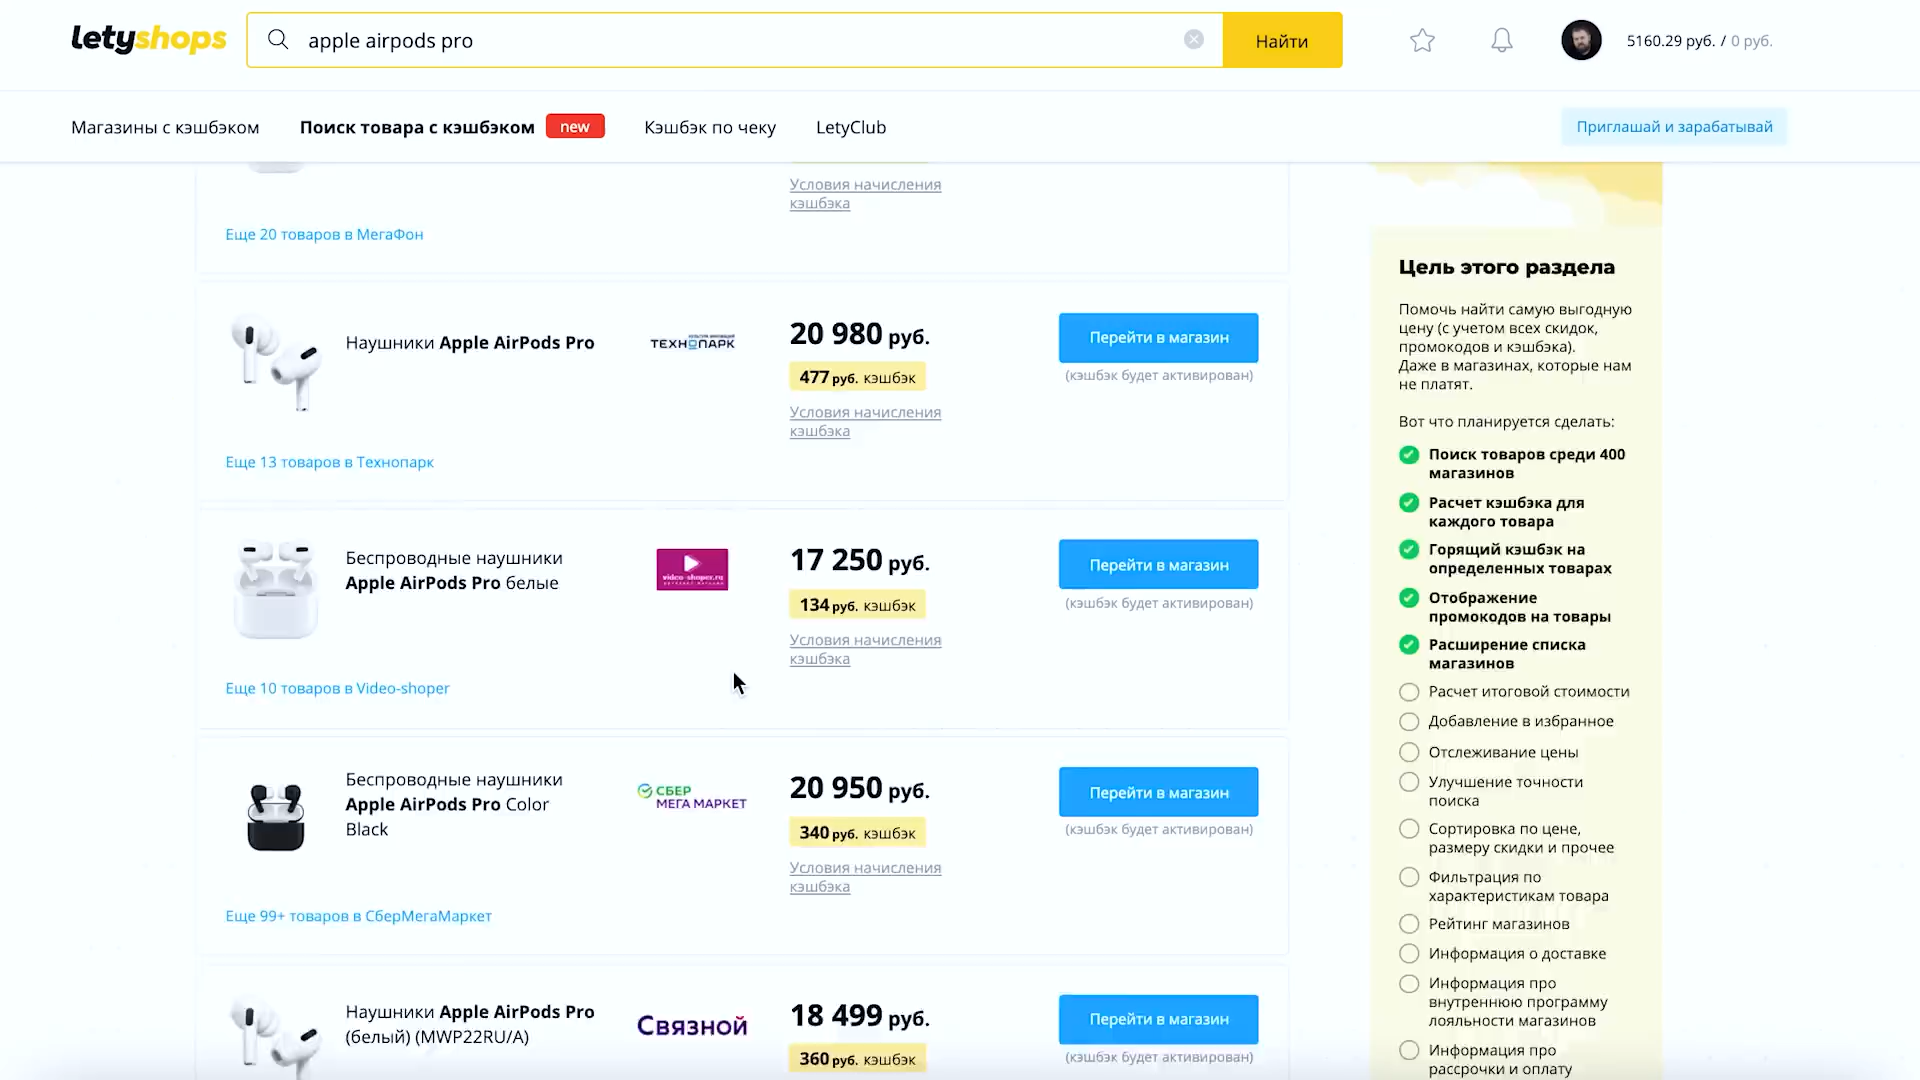 letyshops
apple airpods pro
Найти
5160.29 руб. / 0 руб.
Магазины с кэшбэком
Поиск товара с кэшбэком
new
Кэшбэк по чеку
LetyClub
Приглашай и зарабатывай
Условия начисления
кэшбэка
Еще 20 товаров в МегаФон
Наушники Apple AirPods Pro
ТЕХНОПАРК
20 980 руб.
477 руб. кэшбэк
Условия начисления
кэшбэка
Перейти в магазин
(кэшбэк будет активирован)
Еще 13 товаров в Технопарк
Беспроводные наушники
Apple AirPods Pro белые
video-shoper.ru
17 250 руб.
134 руб. кэшбэк
Условия начисления
кэшбэка
Перейти в магазин
(кэшбэк будет активирован)
Еще 10 товаров в Video-shoper
Беспроводные наушники
Apple AirPods Pro Color
Black
СБЕР
МЕГА МАРКЕТ
20 950 руб.
340 руб. кэшбэк
Условия начисления
кэшбэка
Перейти в магазин
(кэшбэк будет активирован)
Еще 99+ товаров в СберМегаМаркет
Наушники Apple AirPods Pro
(белый) (MWP22RU/A)
Связной
18 499 руб.
360 руб. кэшбэк
Перейти в магазин
(кэшбэк будет активирован)
Цель этого раздела
Помочь найти самую выгодную
цену (с учетом всех скидок,
промокодов и кэшбэка).
Даже в магазинах, которые нам
не платят.
Вот что планируется сделать:
Поиск товаров среди 400
магазинов
Расчет кэшбэка для
каждого товара
Горящий кэшбэк на
определенных товарах
Отображение
промокодов на товары
Расширение списка
магазинов
Расчет итоговой стоимости
Добавление в избранное
Отслеживание цены
Улучшение точности
поиска
Сортировка по цене,
размеру скидки и прочее
Фильтрация по
характеристикам товара
Рейтинг магазинов
Информация о доставке
Информация про
внутреннюю программу
лояльности магазинов
Информация про
рассрочки и оплату